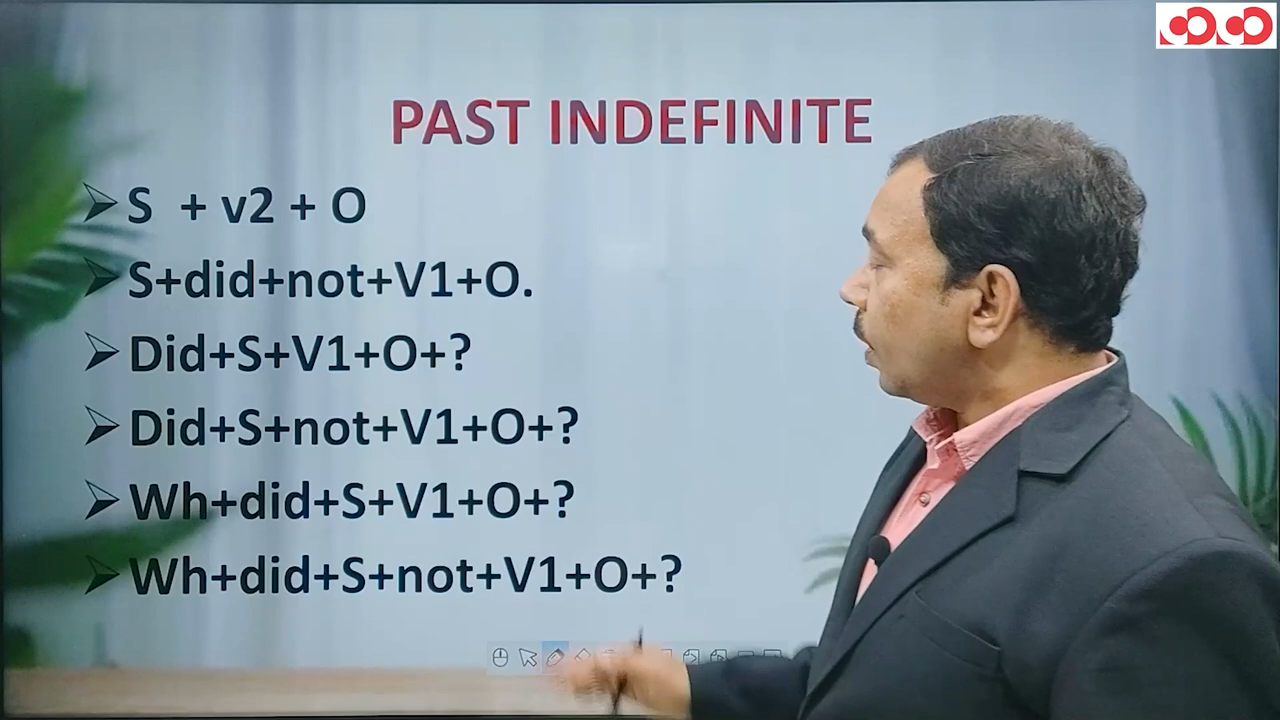 PAST INDEFINITE
S + v2 + O
S+did+not+V1+O.
Did+S+V1+O+?
Did+S+not+V1+O+?
Wh+did+S+V1+O+?
Wh+did+S+not+V1+O+?